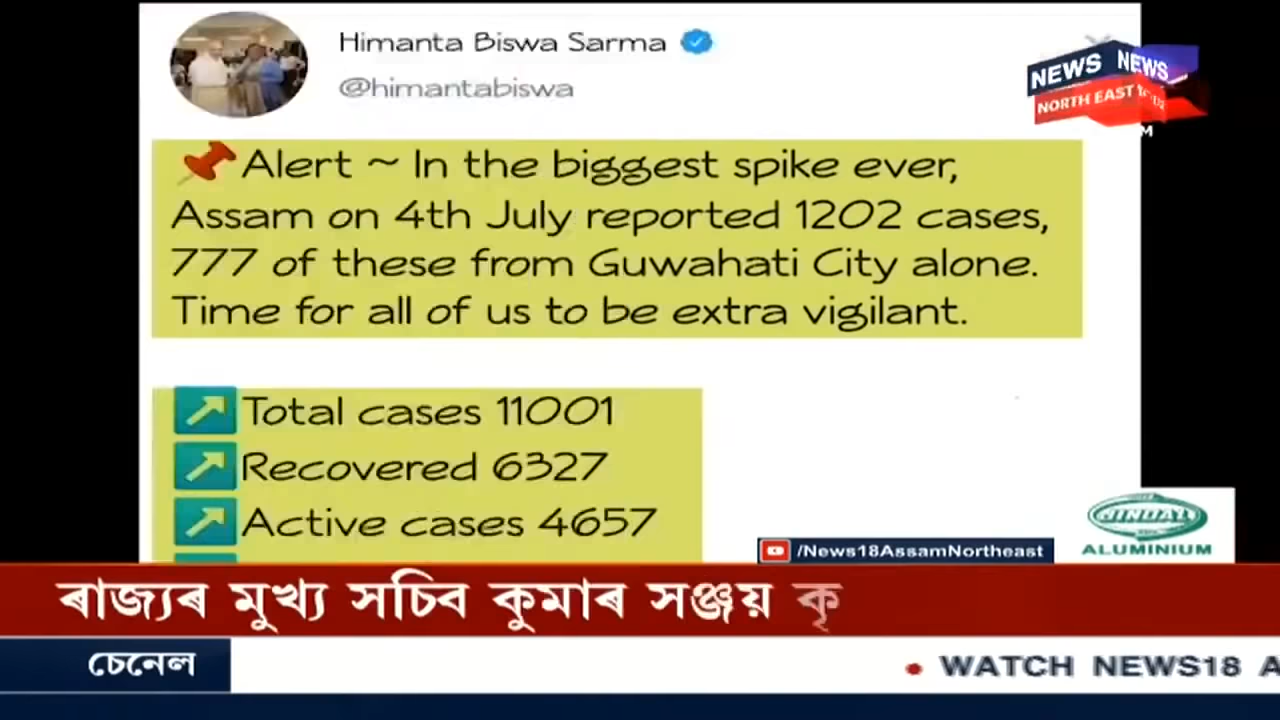 Himanta Biswa Sarma
@himantabiswa
NEWS NEWS
NORTH EAST
Alert ~ In the biggest spike ever,
Assam on 4th July reported 1202 cases,
777 of these from Guwahati City alone.
Time for all of us to be extra vigilant.
Total cases 11001
Recovered 6327
Active cases 4657
/News18AssamNortheast
JINDAL
ALUMINIUM
ৰাজ্যৰ মুখ্য সচিব কুমাৰ সঞ্জয় কৃ
চেনেল
• WATCH NEWS18 A